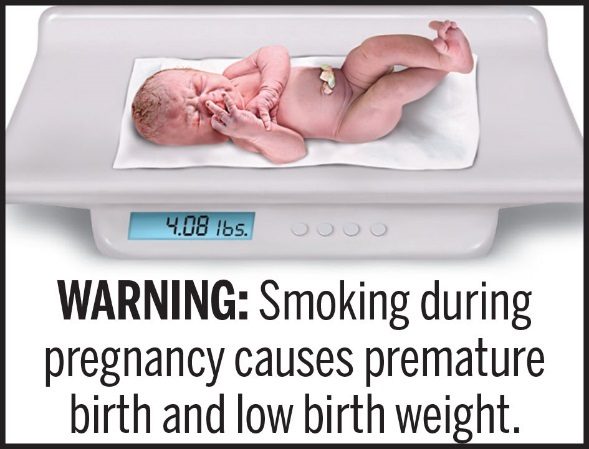 4.08 lbs.
WARNING: Smoking during
pregnancy causes premature
birth and low birth weight.